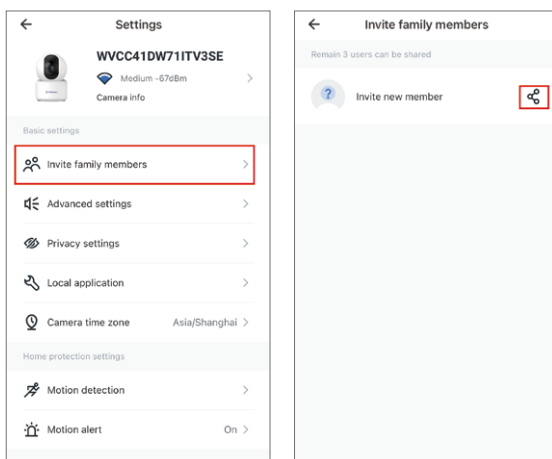 Settings
WVCC41DW71ITV3SE
Medium -67dBm
Camera info
Basic settings
Invite family members
Advanced settings
Privacy settings
Local application
Camera time zone Asia/Shanghai
Home protection settings
Motion detection
Motion alert On
Invite family members
Remain 3 users can be shared
? Invite new member